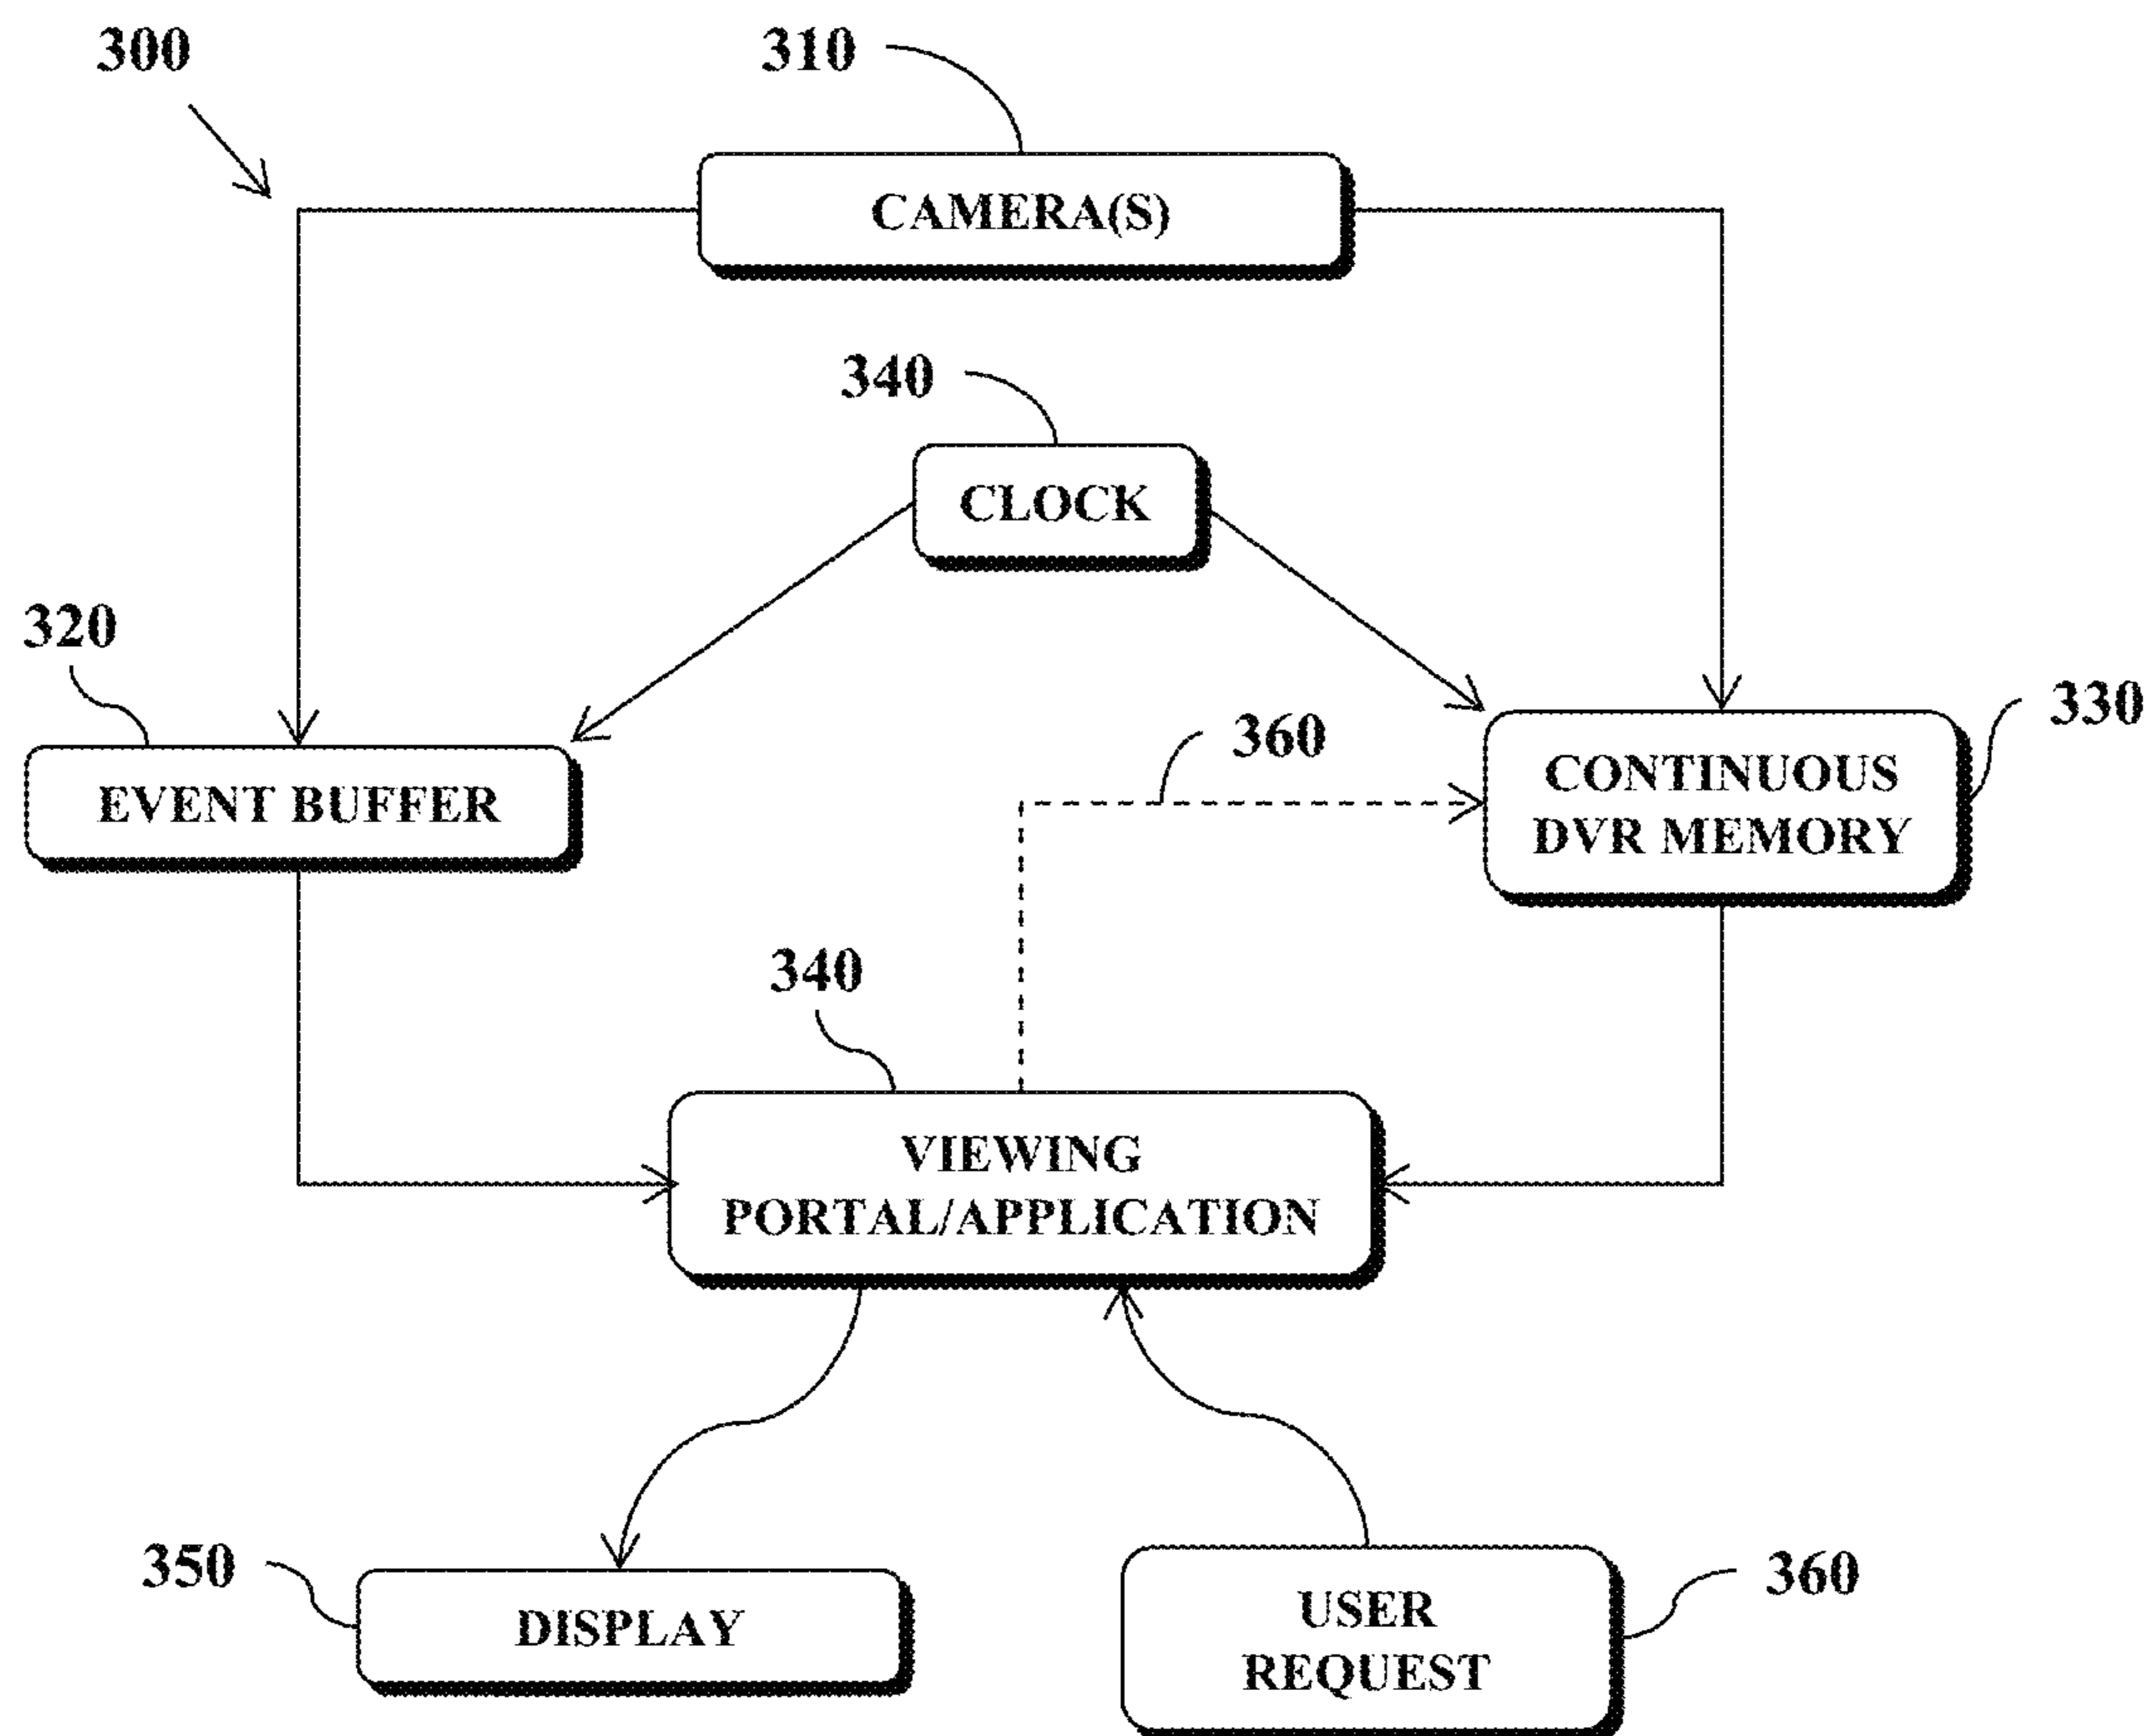 300
310
CAMERA(S)
340
CLOCK
320
330
360
EVENT BUFFER
CONTINUOUS
DVR MEMORY
340
VIEWING
PORTAL/APPLICATION
350
DISPLAY
360
USER
REQUEST